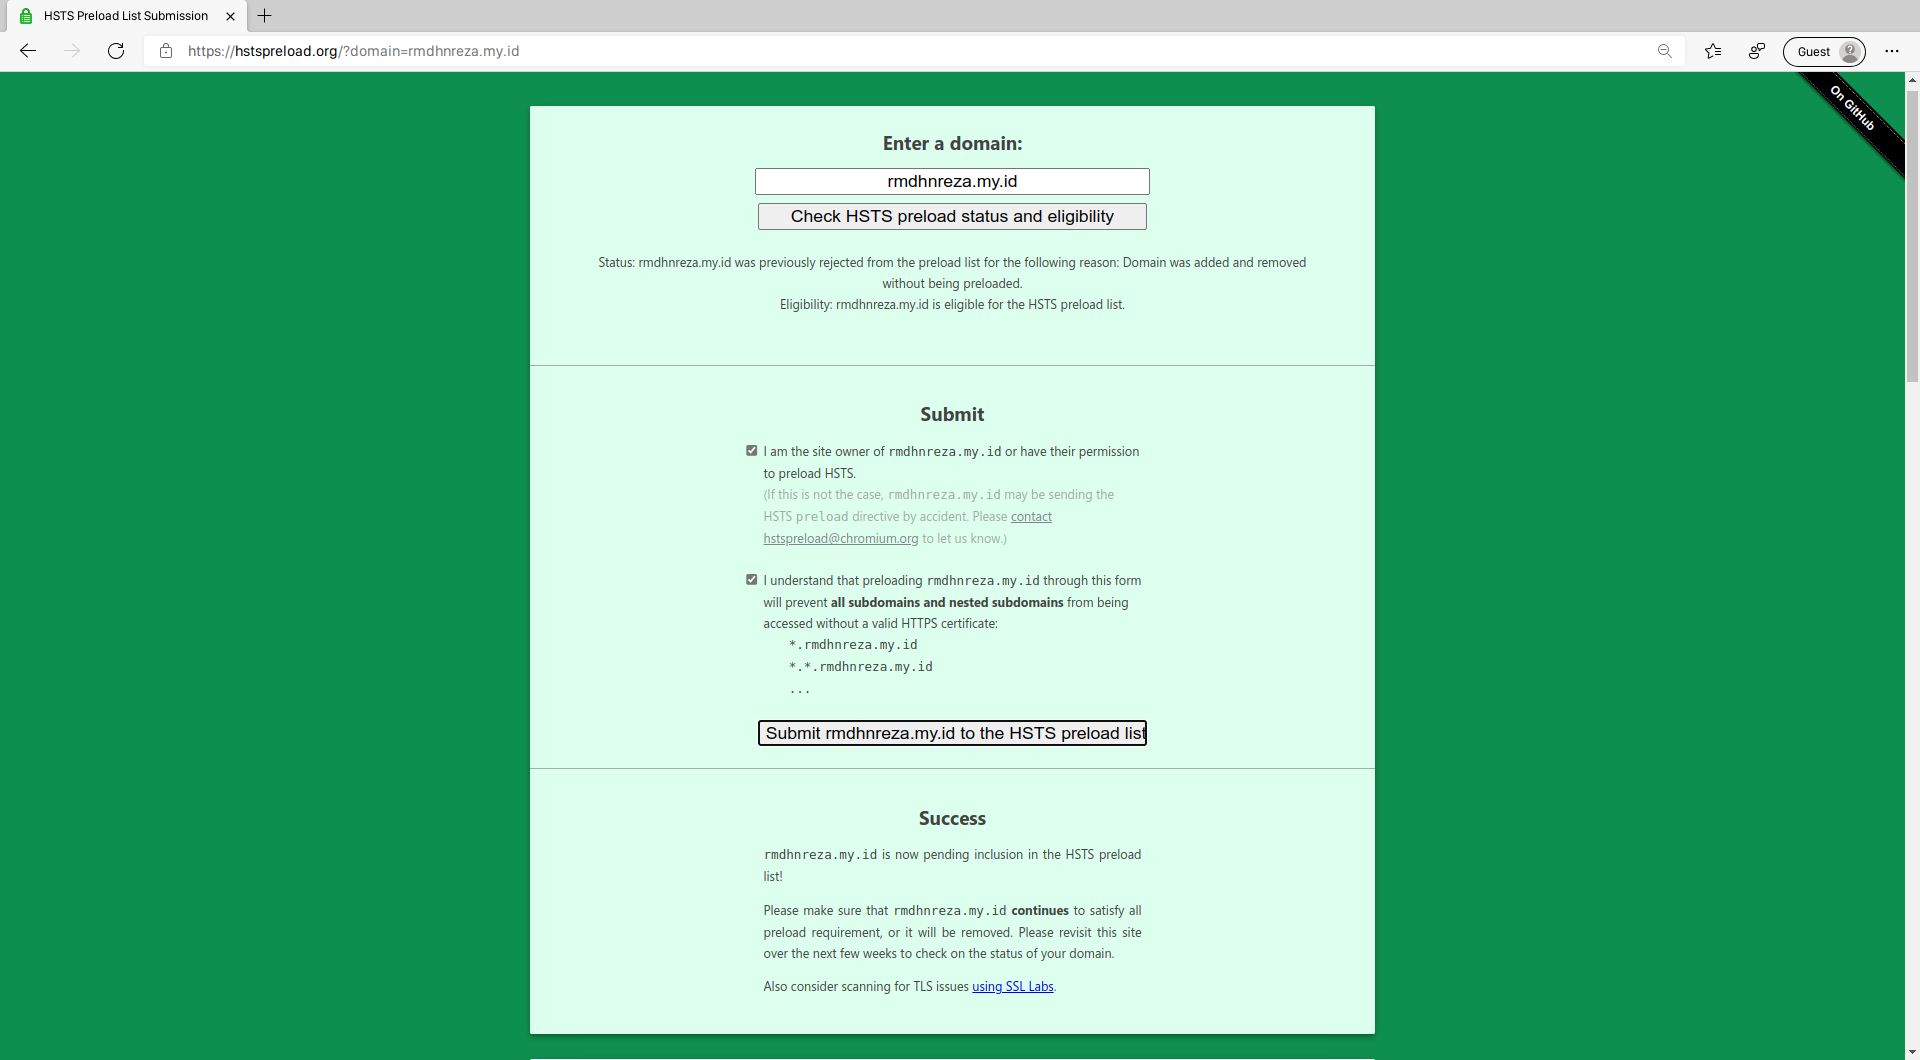 HSTS Preload List Submission
https://hstspreload.org/?domain=rmdhnreza.my.id
Guest
On GitHub
Enter a domain:
rmdhnreza.my.id
Check HSTS preload status and eligibility
Status: rmdhnreza.my.id was previously rejected from the preload list for the following reason: Domain was added and removed
without being preloaded.
Eligibility: rmdhnreza.my.id is eligible for the HSTS preload list.
Submit
I am the site owner of rmdhnreza.my.id or have their permission
to preload HSTS.
(If this is not the case, rmdhnreza.my.id may be sending the
HSTS preload directive by accident. Please contact
hstspreload@chromium.org to let us know.)
I understand that preloading rmdhnreza.my.id through this form
will prevent all subdomains and nested subdomains from being
accessed without a valid HTTPS certificate:
*.rmdhnreza.my.id
*.*.rmdhnreza.my.id
...
Submit rmdhnreza.my.id to the HSTS preload list
Success
rmdhnreza.my.id is now pending inclusion in the HSTS preload
list!
Please make sure that rmdhnreza.my.id continues to satisfy all
preload requirement, or it will be removed. Please revisit this site
over the next few weeks to check on the status of your domain.
Also consider scanning for TLS issues using SSL Labs.